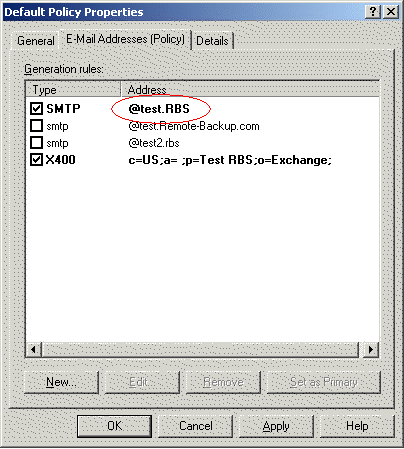 Default Policy Properties
General E-Mail Addresses (Policy) Details
Generation rules:
Type Address
SMTP @test.RBS
smtp @test.Remote-Backup.com
smtp @test2.rbs
X400 c=US;a= ;p=Test RBS;o=Exchange;
New... Edit... Remove Set as Primary
OK Cancel Apply Help